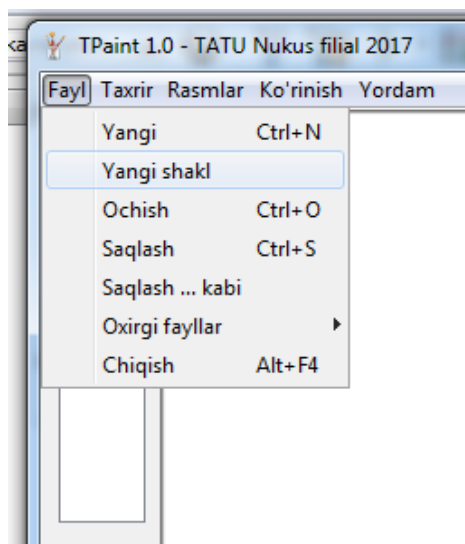 ka
TPaint 1.0 - TATU Nukus filial 2017
Fayl Taxrir Rasmlar Ko'rinish Yordam
Yangi Ctrl+N
Yangi shakl
Ochish Ctrl+O
Saqlash Ctrl+S
Saqlash ... kabi
Oxirgi fayllar
Chiqish Alt+F4